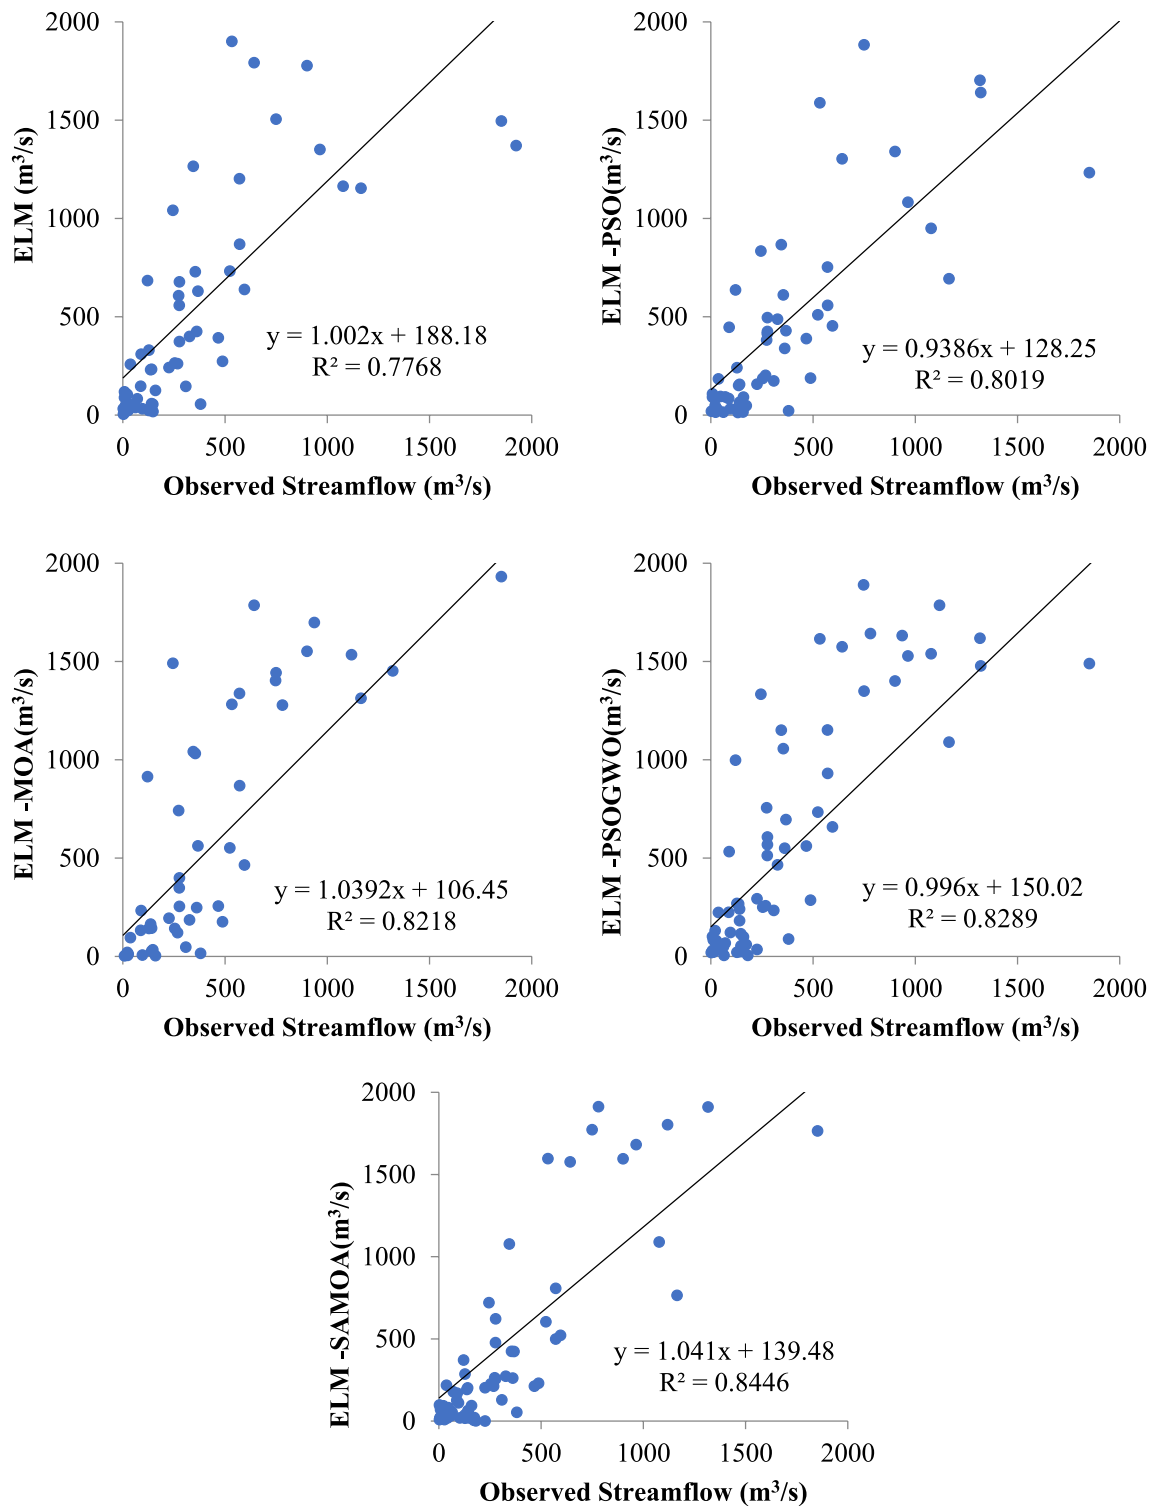 2000
1500
1000
500
0
ELM (m³/s)
y = 1.002x + 188.18
R² = 0.7768
0 500 1000 1500 2000
Observed Streamflow (m³/s)
2000
1500
1000
500
0
ELM -PSO(m³/s)
y = 0.9386x + 128.25
R² = 0.8019
0 500 1000 1500 2000
Observed Streamflow (m³/s)
2000
1500
1000
500
0
ELM -MOA(m³/s)
y = 1.0392x + 106.45
R² = 0.8218
0 500 1000 1500 2000
Observed Streamflow (m³/s)
2000
1500
1000
500
0
ELM -PSOGWO(m³/s)
y = 0.996x + 150.02
R² = 0.8289
0 500 1000 1500 2000
Observed Streamflow (m³/s)
2000
1500
1000
500
0
ELM -SAMOA(m³/s)
y = 1.041x + 139.48
R² = 0.8446
0 500 1000 1500 2000
Observed Streamflow (m³/s)